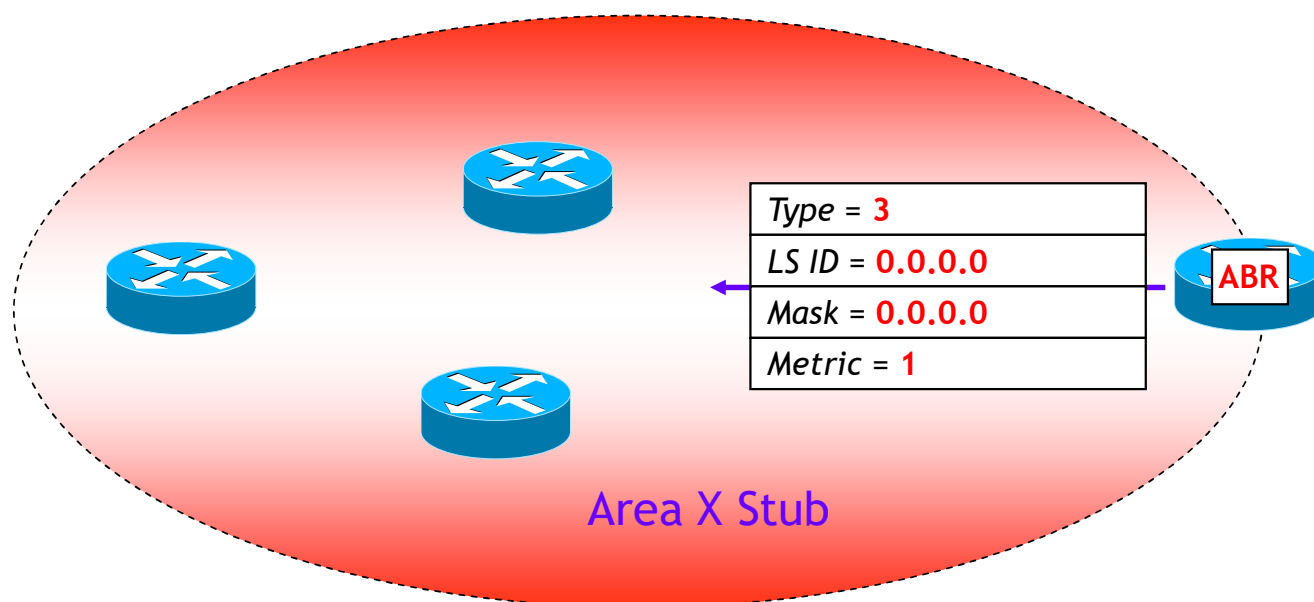 Type = 3
LS ID = 0.0.0.0
Mask = 0.0.0.0
Metric = 1
ABR
Area X Stub